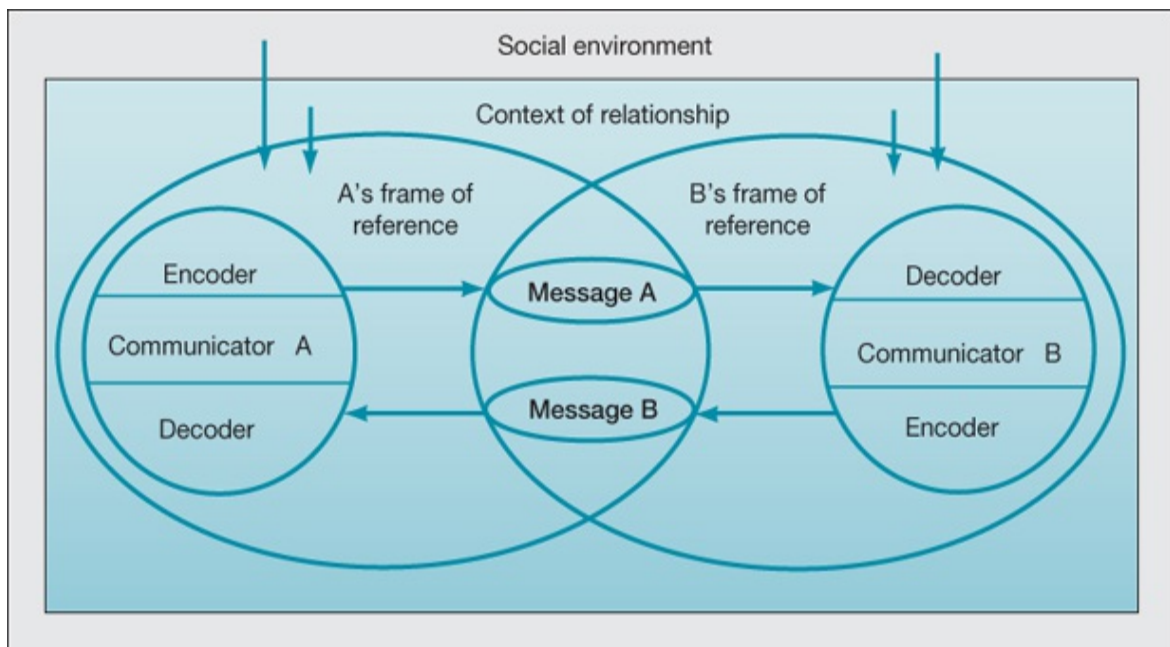 Social environment
Context of relationship
A's frame of
reference
B's frame of
reference
Encoder
Communicator A
Decoder
Message A
Message B
Decoder
Communicator B
Encoder